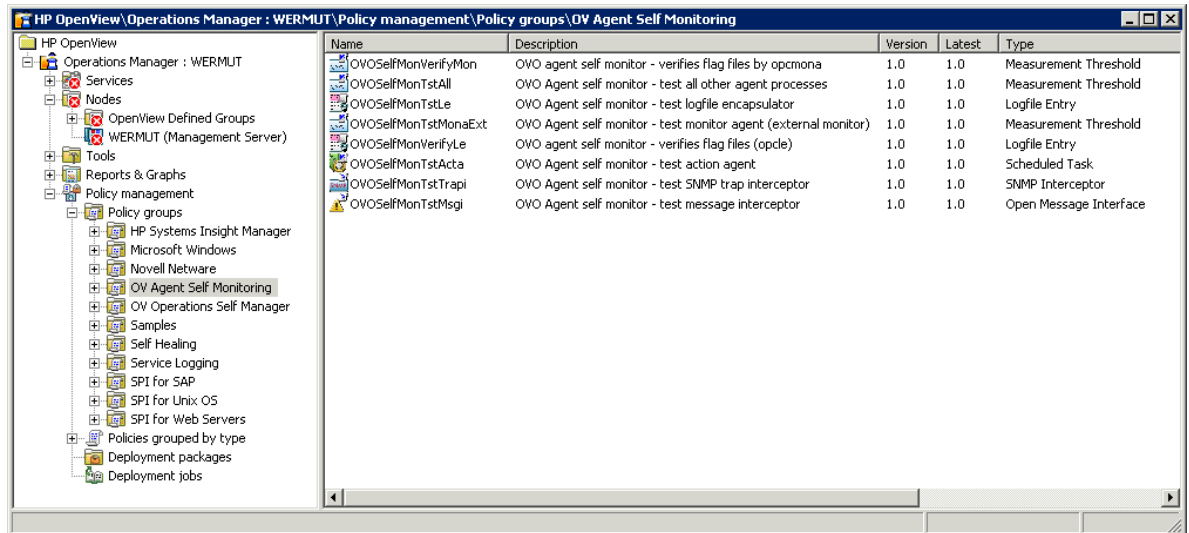 HP OpenView\Operations Manager : WERMUT\Policy management\Policy groups\OV Agent Self Monitoring
HP OpenView
Operations Manager : WERMUT
Services
Nodes
OpenView Defined Groups
WERMUT (Management Server)
Tools
Reports & Graphs
Policy management
Policy groups
HP Systems Insight Manager
Microsoft Windows
Novell Netware
OV Agent Self Monitoring
OV Operations Self Manager
Samples
Self Healing
Service Logging
SPI for SAP
SPI for Unix OS
SPI for Web Servers
Policies grouped by type
Deployment packages
Deployment jobs
Name Description Version Latest Type
OVOSelfMonVerifyMon OVO agent self monitor - verifies flag files by opcmona 1.0 1.0 Measurement Threshold
OVOSelfMonTstAll OVO agent self monitor - test all other agent processes 1.0 1.0 Measurement Threshold
OVOSelfMonTstLe OVO Agent self monitor - test logfile encapsulator 1.0 1.0 Logfile Entry
OVOSelfMonTstMonaExt OVO Agent self monitor - test monitor agent (external monitor) 1.0 1.0 Measurement Threshold
OVOSelfMonVerifyLe OVO Agent self monitor - verifies flag files (opcle) 1.0 1.0 Logfile Entry
OVOSelfMonTstActa OVO Agent self monitor - test action agent 1.0 1.0 Scheduled Task
OVOSelfMonTstTrapi OVO Agent self monitor - test SNMP trap interceptor 1.0 1.0 SNMP Interceptor
OVOSelfMonTstMsgi OVO Agent self monitor - test message interceptor 1.0 1.0 Open Message Interface